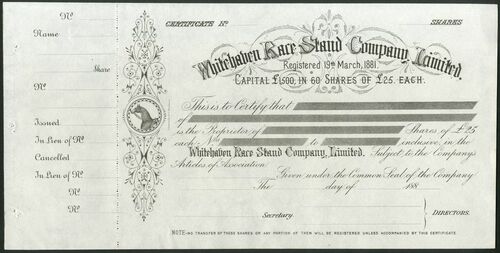 No.
Name
Share
No.
Issued
In Lieu of No.
Cancelled
In Lieu of No.
No.
No.
CERTIFICATE No. SHARES
Whitehaven Race Stand Company, Limited.
Registered 19th March, 1881.
CAPITAL £1,500, IN 60 SHARES OF £25. EACH.
This is to Certify that
of
is the Proprietor of Shares of £25
each No. to inclusive, in the
Whitehaven Race Stand Company, Limited. Subject to the Company's
Articles of Association.
Given under the Common Seal of the Company
The day of 188
Secretary. DIRECTORS.
NOTE—NO TRANSFER OF THESE SHARES OR ANY PORTION OF THEM WILL BE REGISTERED UNLESS ACCOMPANIED BY THIS CERTIFICATE.